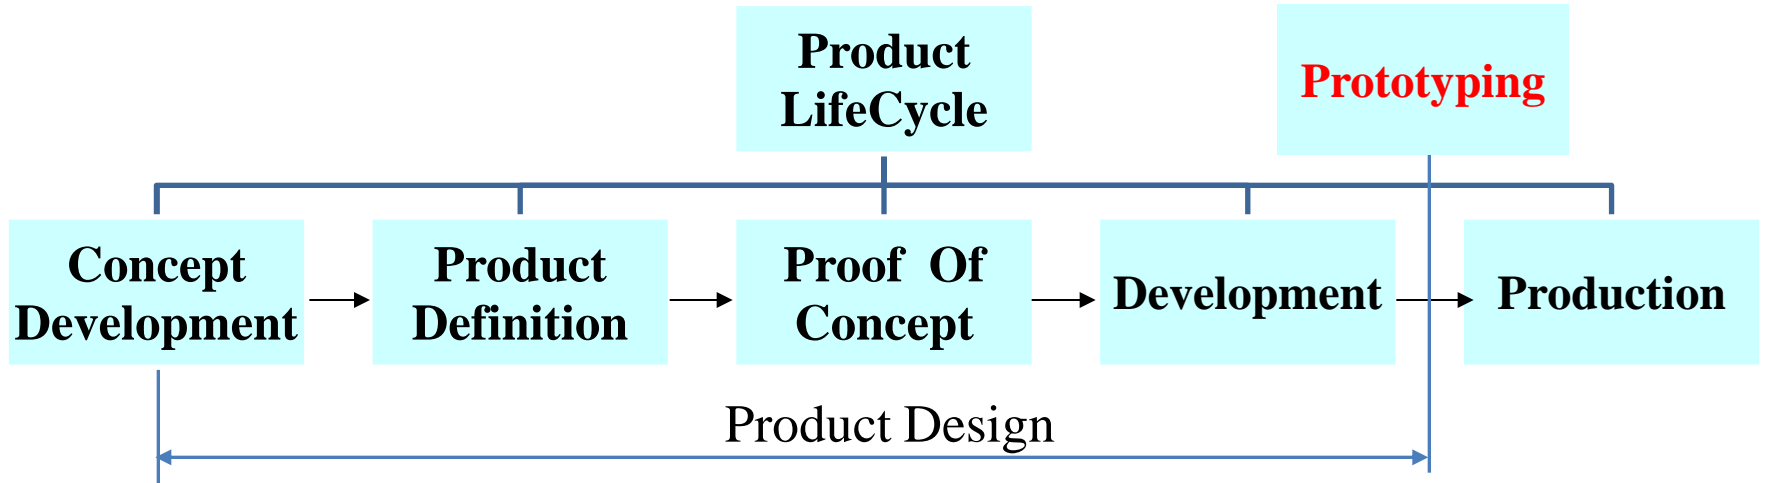 Product
LifeCycle
Prototyping
Concept
Development
Product
Definition
Proof Of
Concept
Development
Production
Product Design